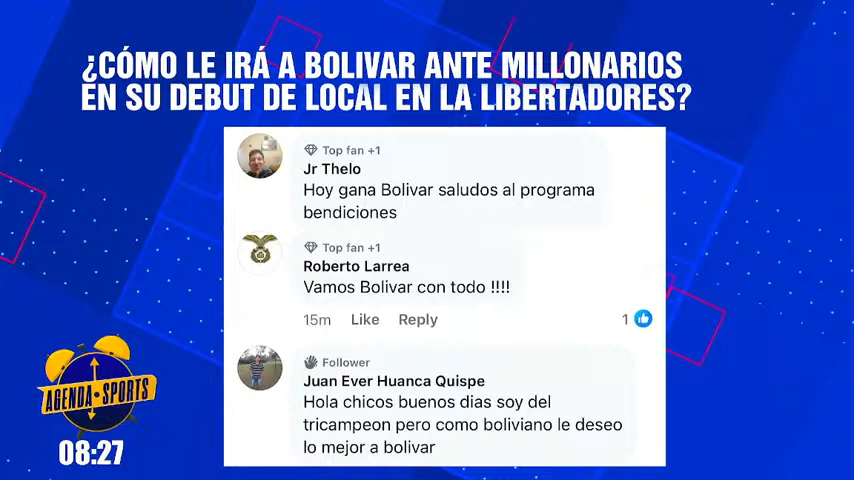 ¿CÓMO LE IRÁ A BOLIVAR ANTE MILLONARIOS
EN SU DEBUT DE LOCAL EN LA LIBERTADORES?
Top fan +1
Jr Thelo
Hoy gana Bolivar saludos al programa
bendiciones
Top fan +1
Roberto Larrea
Vamos Bolivar con todo !!!!
15m Like Reply 1
Follower
Juan Ever Huanca Quispe
Hola chicos buenos dias soy del
tricampeon pero como boliviano le deseo
lo mejor a bolivar
AGENDA SPORTS
08:27